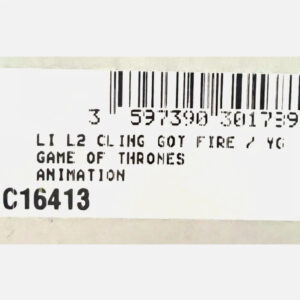 3 597390 301739
LI L2 CLING GOT FIRE / YG
GAME OF THRONES
ANIMATION
C16413